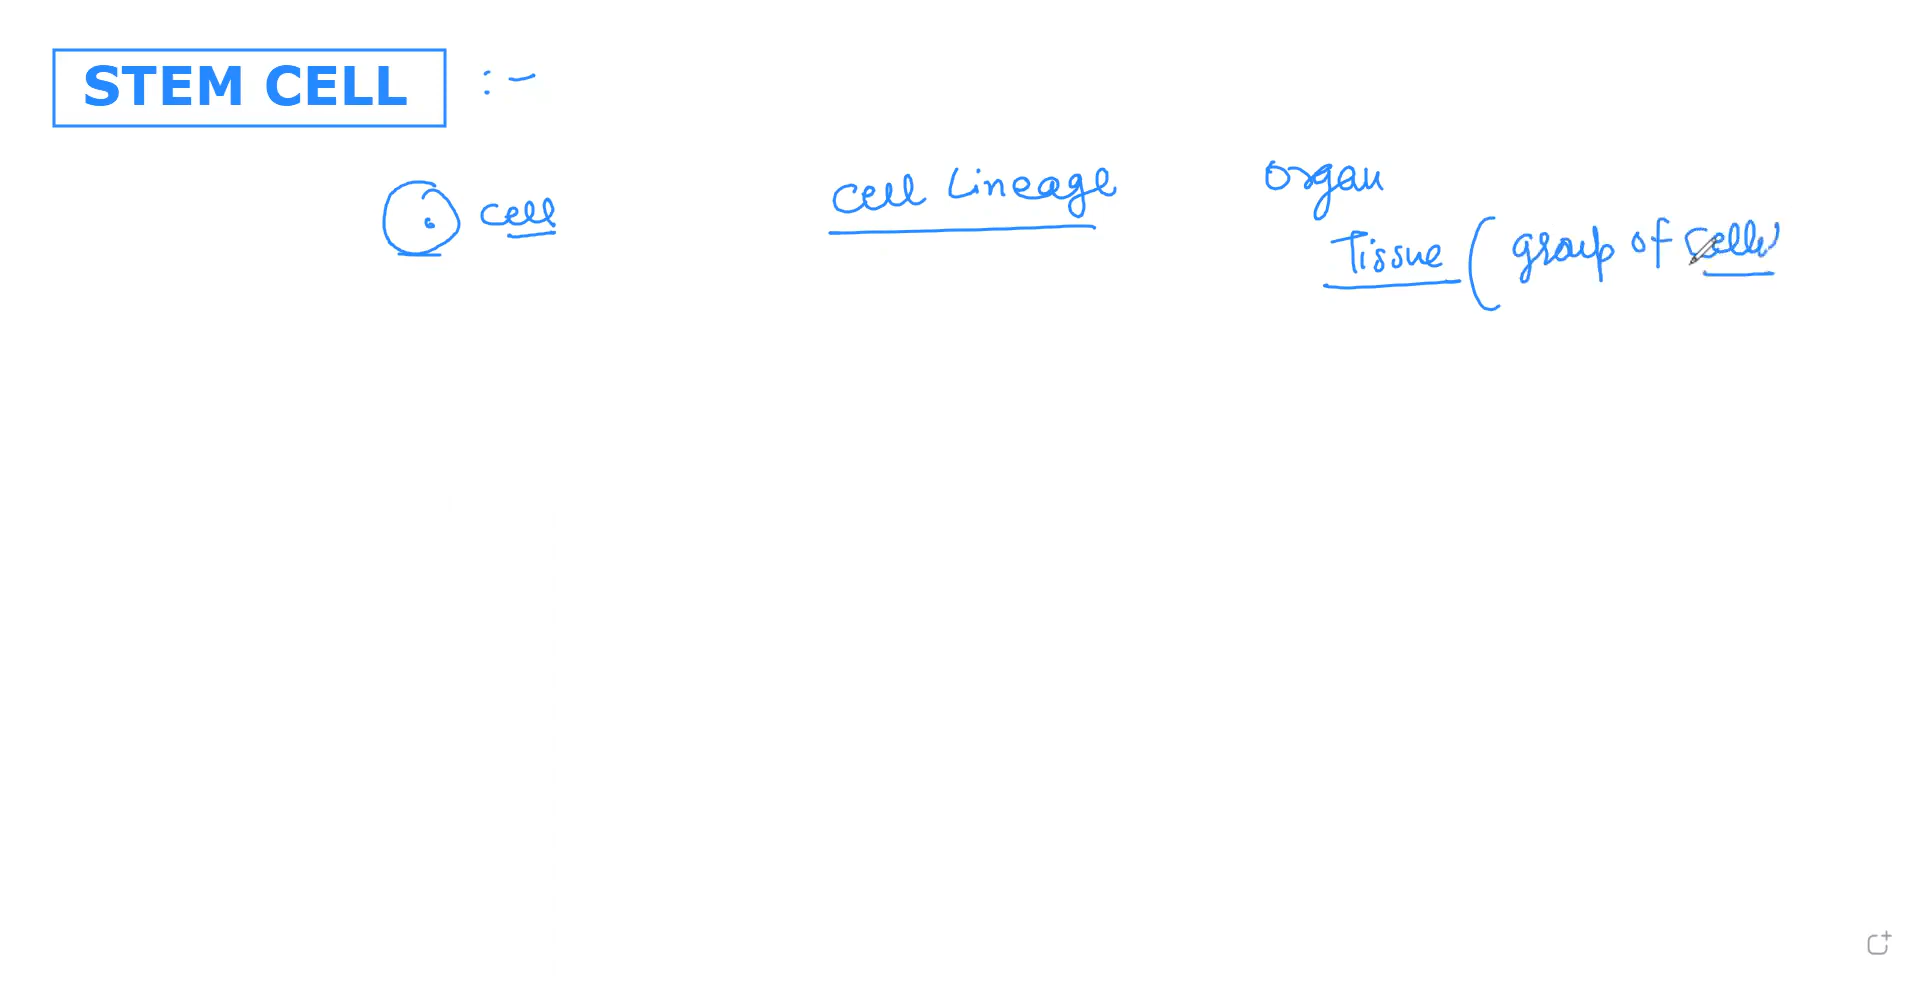 STEM CELL :-
cell
Cell Lineage
Organ
Tissue (group of cells)